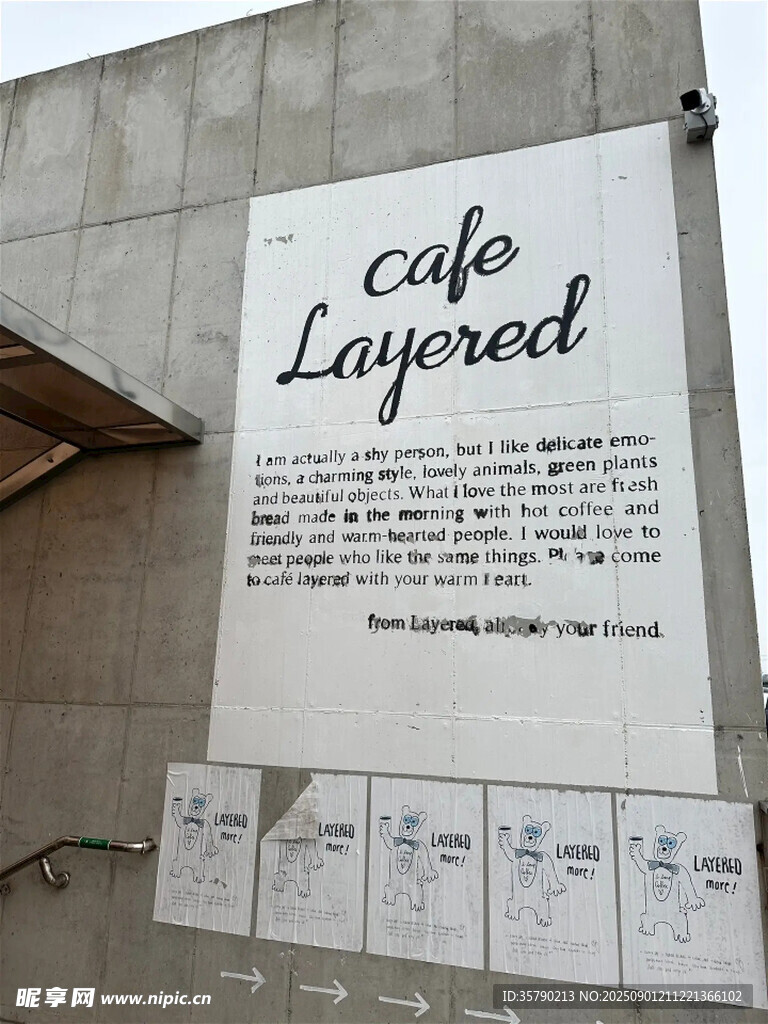 cafe
Layered
I am actually a shy person, but I like delicate emo-
tions, a charming style, lovely animals, green plants
and beautiful objects. What I love the most are fresh
bread made in the morning with hot coffee and
friendly and warm-hearted people. I would love to
meet people who like the same things. Please come
to café layered with your warm heart.
from Layered, your friend.
LAYERED
more!
LAYERED
more!
LAYERED
more!
LAYERED
more!
LAYERED
more!
昵享网 www.nipic.cn
ID:35790213 NO:20250901211221366102